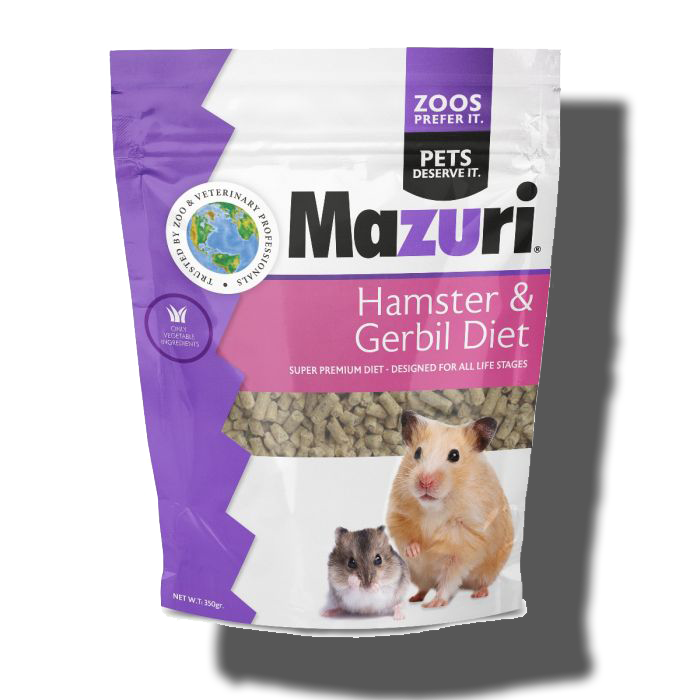 ZOOS
PREFER IT.
PETS
DESERVE IT.
TRUSTED BY ZOO & VETERINARY PROFESSIONALS •
Mazuri®
Hamster &
Gerbil Diet
SUPER PREMIUM DIET - DESIGNED FOR ALL LIFE STAGES
ONLY
VEGETABLE
INGREDIENTS
NET W.T: 350gr.